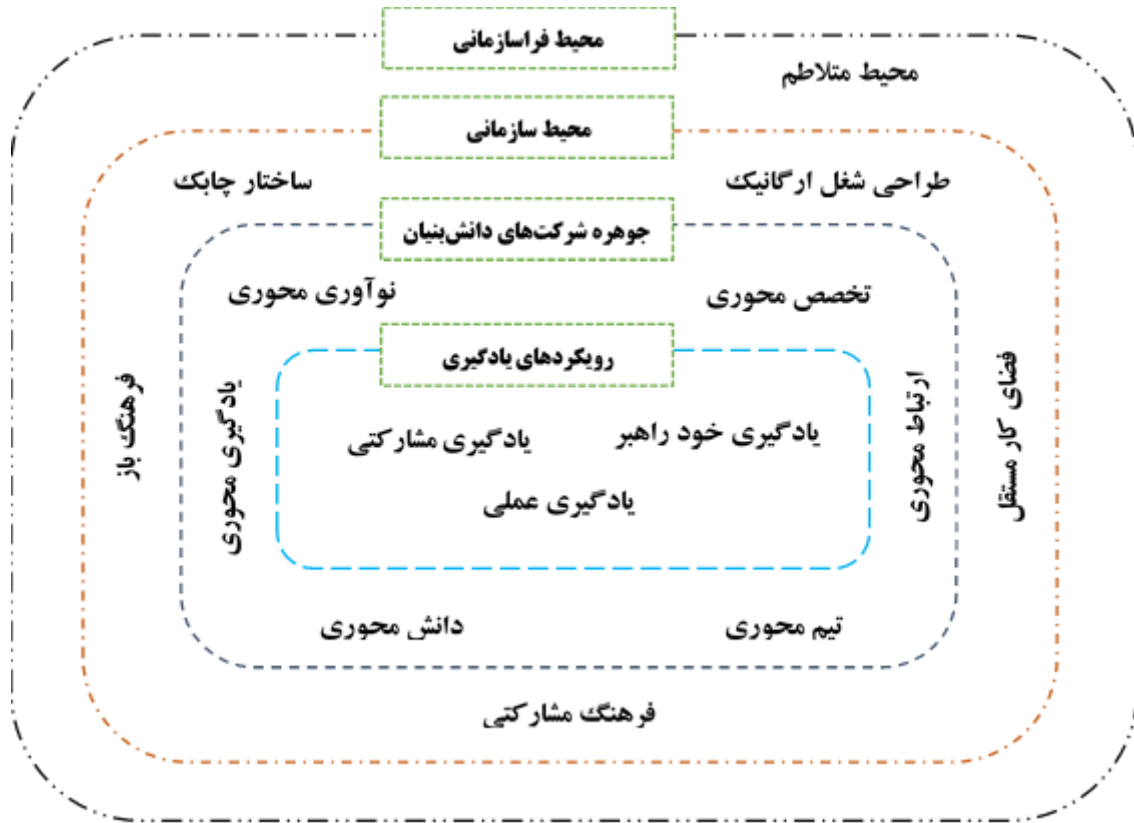 محیط فراسازمانی
محیط متلاطم
محیط سازمانی
طراحی شغل ارگانیک
ساختار چابک
جوهره شرکت‌های دانش‌بنیان
تخصص محوری
نوآوری محوری
رویکردهای یادگیری
فضای کار مستقل
ارتباط محوری
یادگیری خود راهبر
یادگیری مشارکتی
یادگیری عملی
یادگیری محوری
فرهنگ باز
تیم محوری
دانش محوری
فرهنگ مشارکتی